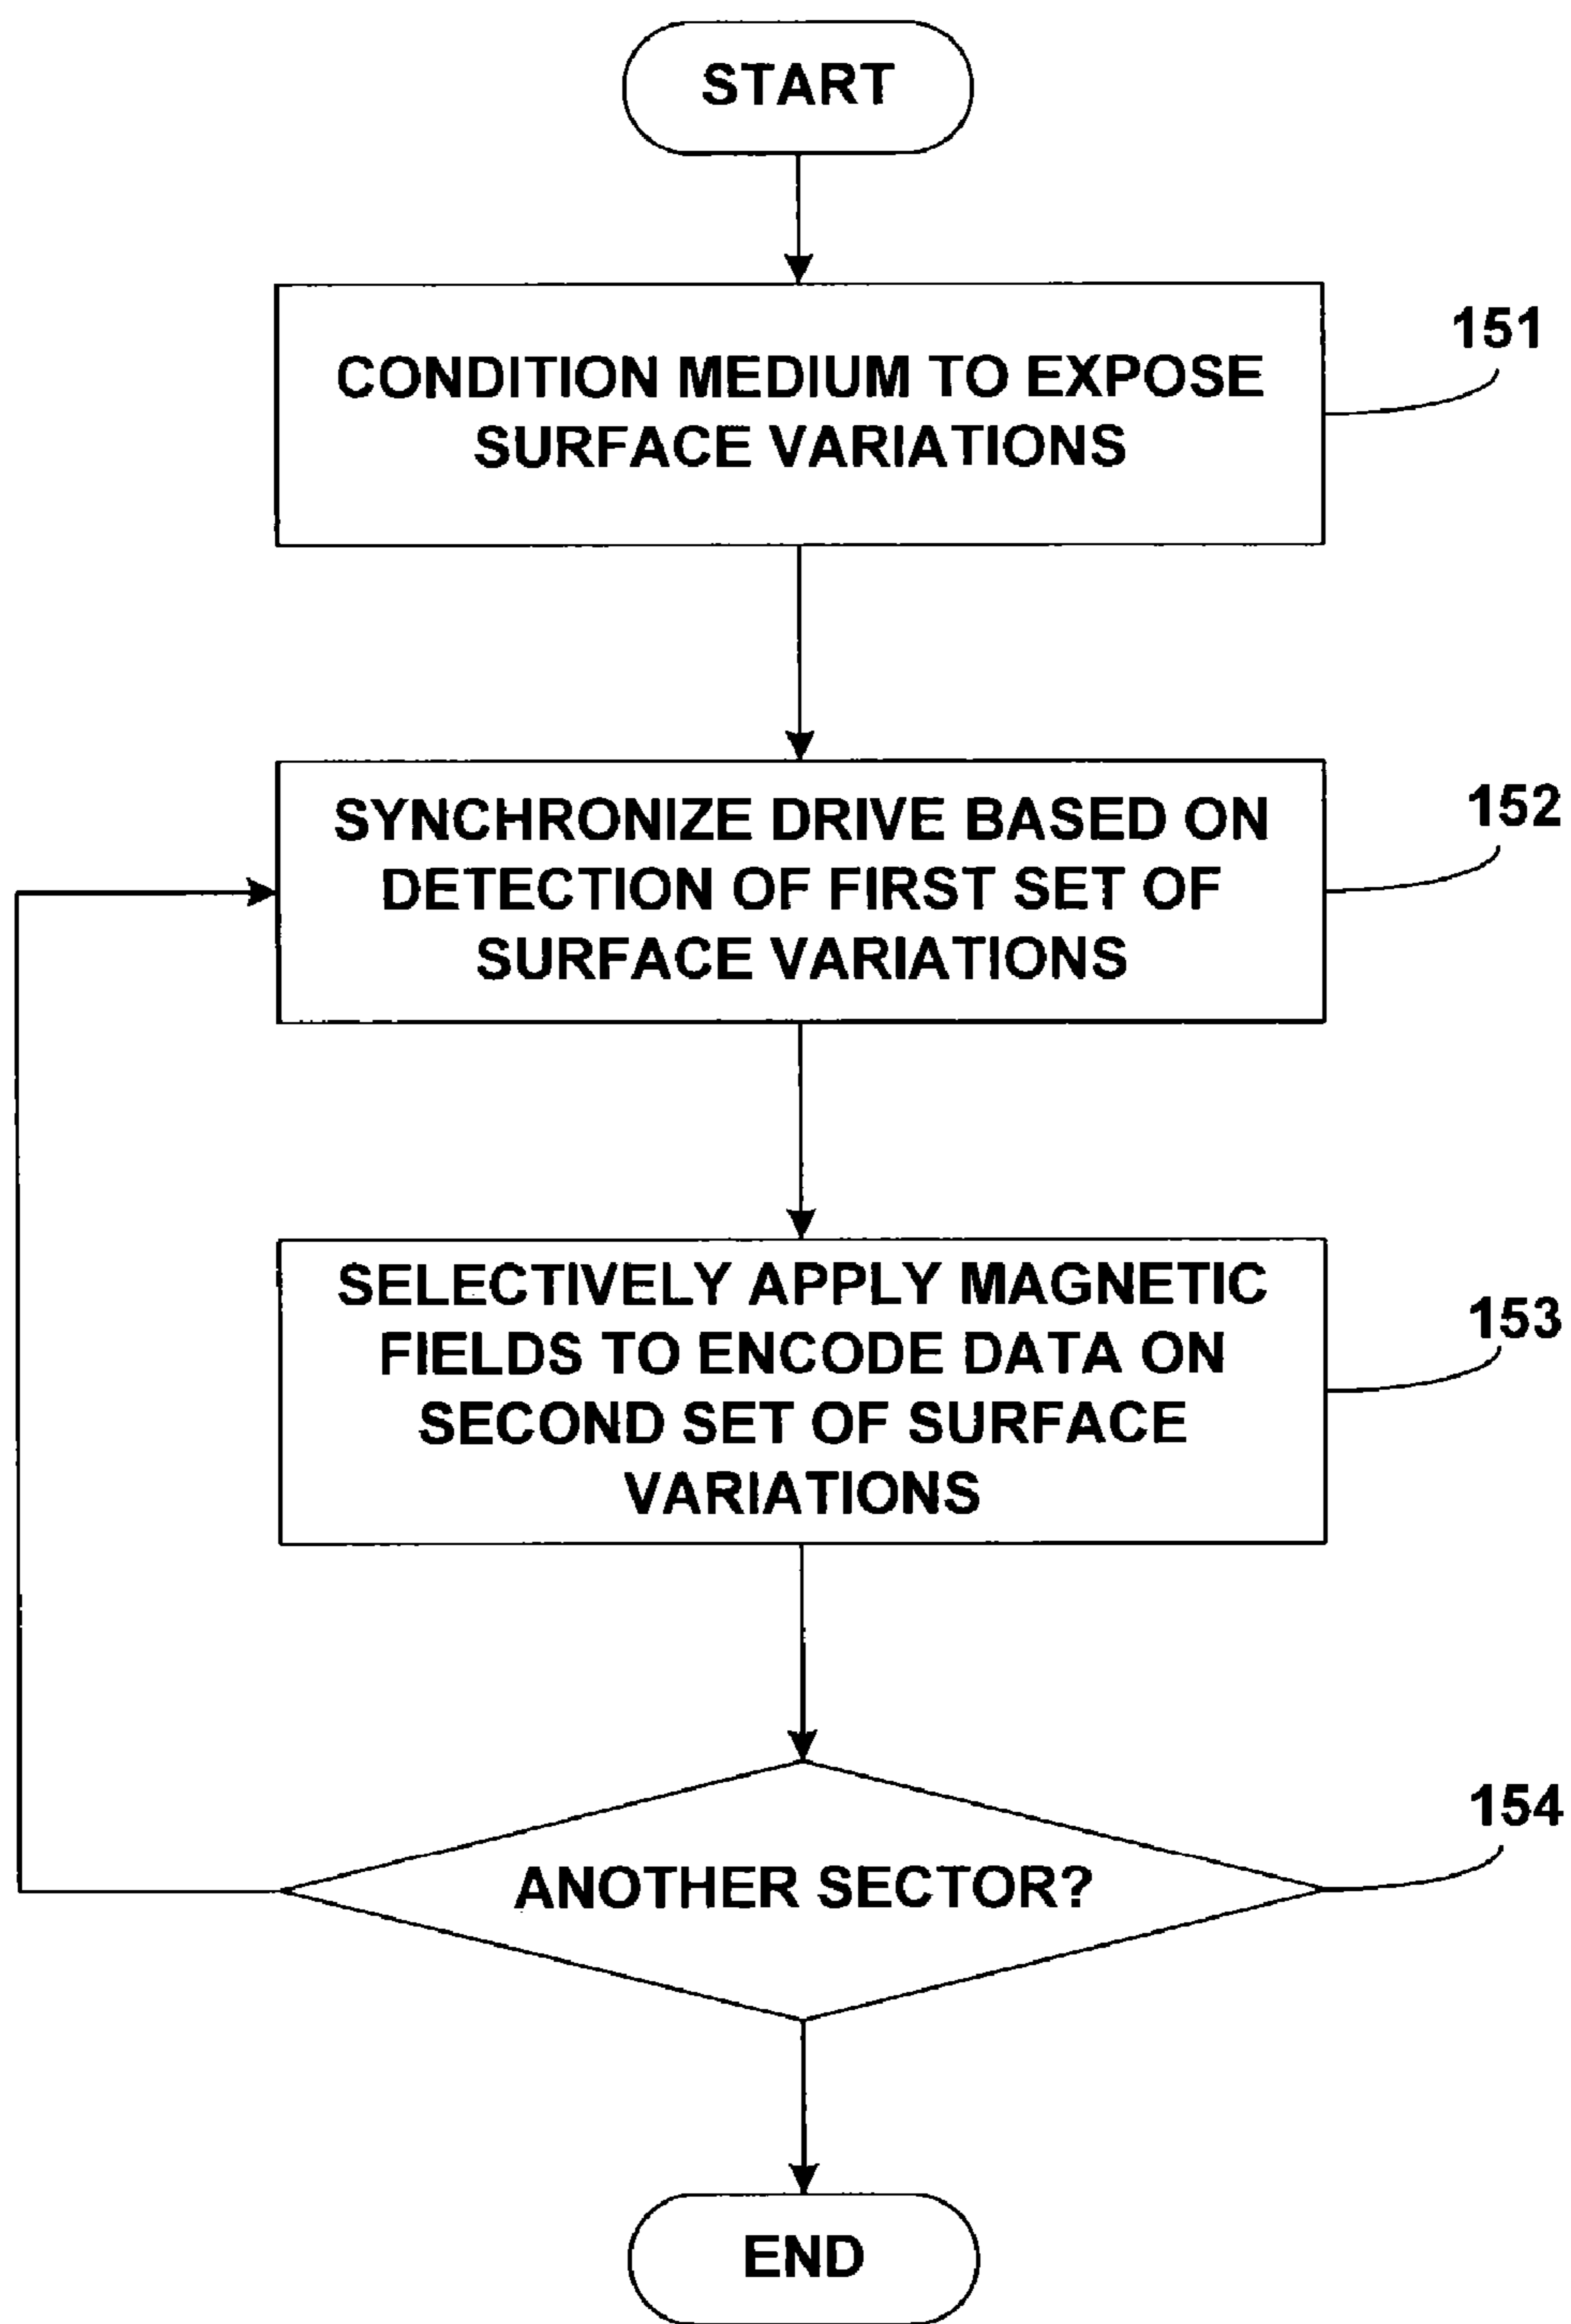 START
CONDITION MEDIUM TO EXPOSE
SURFACE VARIATIONS
151
SYNCHRONIZE DRIVE BASED ON
DETECTION OF FIRST SET OF
SURFACE VARIATIONS
152
SELECTIVELY APPLY MAGNETIC
FIELDS TO ENCODE DATA ON
SECOND SET OF SURFACE
VARIATIONS
153
ANOTHER SECTOR?
154
END